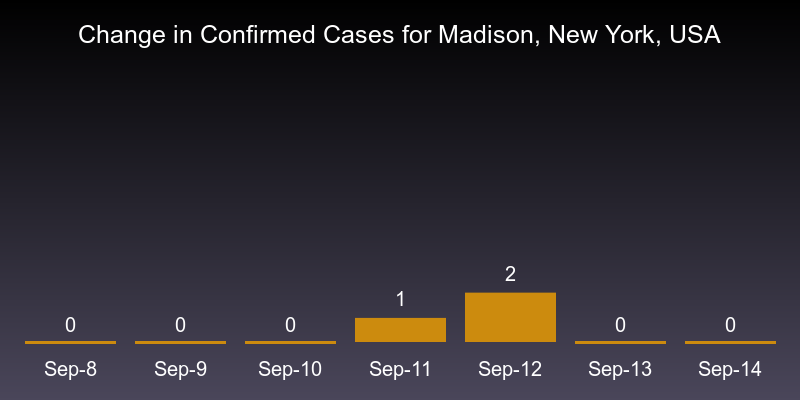 Change in Confirmed Cases for Madison, New York, USA
0 0 0 1 2 0 0
Sep-8 Sep-9 Sep-10 Sep-11 Sep-12 Sep-13 Sep-14